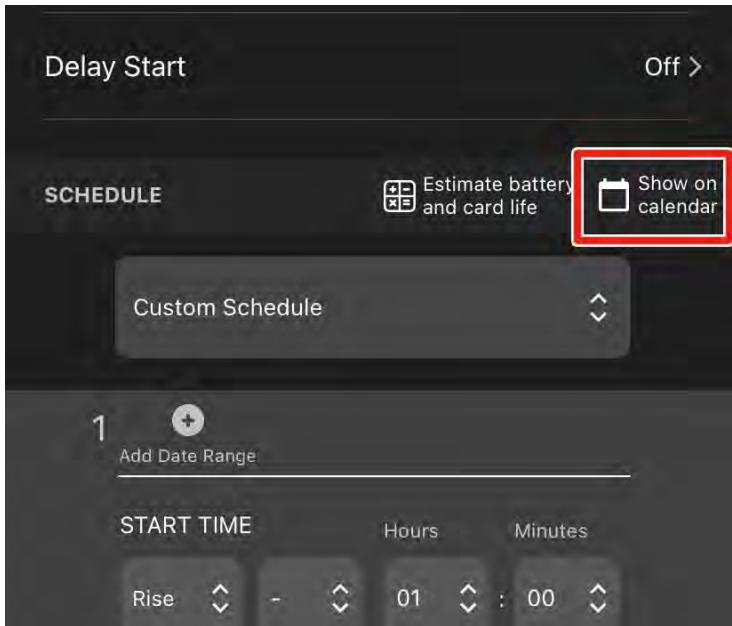 Delay Start
Off
SCHEDULE
Estimate battery
and card life
Show on
calendar
Custom Schedule
1
Add Date Range
START TIME
Hours
Minutes
Rise
-
01
:
00